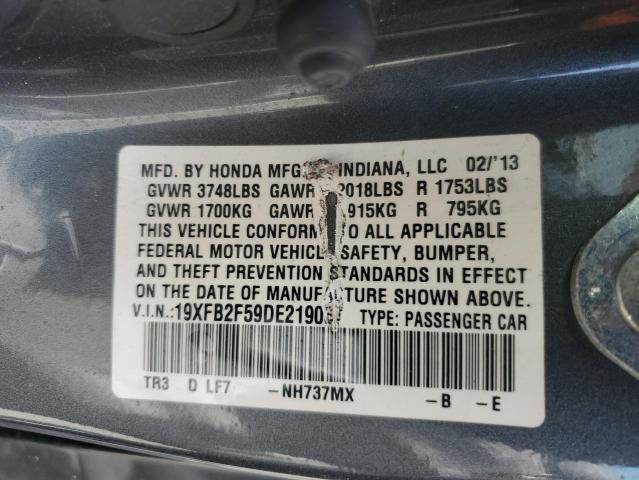 MFD. BY HONDA MFG. INDIANA, LLC 02/'13
GVWR 3748LBS GAWR 2018LBS R 1753LBS
GVWR 1700KG GAWR 915KG R 795KG
THIS VEHICLE CONFORM TO ALL APPLICABLE
FEDERAL MOTOR VEHICLE SAFETY, BUMPER,
AND THEFT PREVENTION STANDARDS IN EFFECT
ON THE DATE OF MANUFACTURE SHOWN ABOVE.
V.I.N.: TYPE: PASSENGER CAR
TR3 D LF7 -NH737MX -B -E